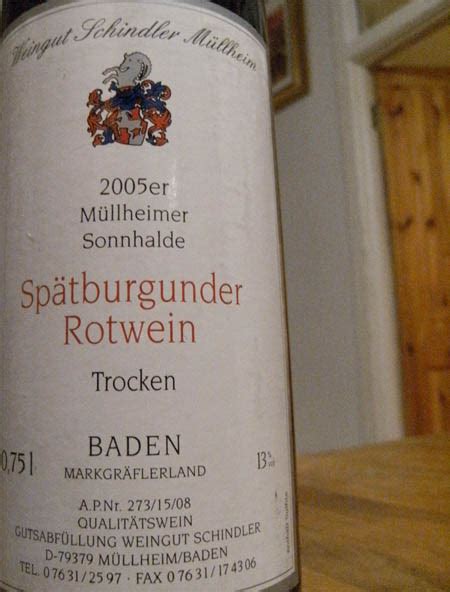 Weingut Schindler Müllheim
2005er
Müllheimer
Sonnhalde
Spätburgunder
Rotwein
Trocken
0,75 l
BADEN
13 % vol
MARKGRÄFLERLAND
A.P.Nr. 273/15/08
QUALITÄTSWEIN
GUTSABFÜLLUNG WEINGUT SCHINDLER
D-79379 MÜLLHEIM/BADEN
TEL. 0 76 31/25 97 · FAX 0 76 31/17 43 06